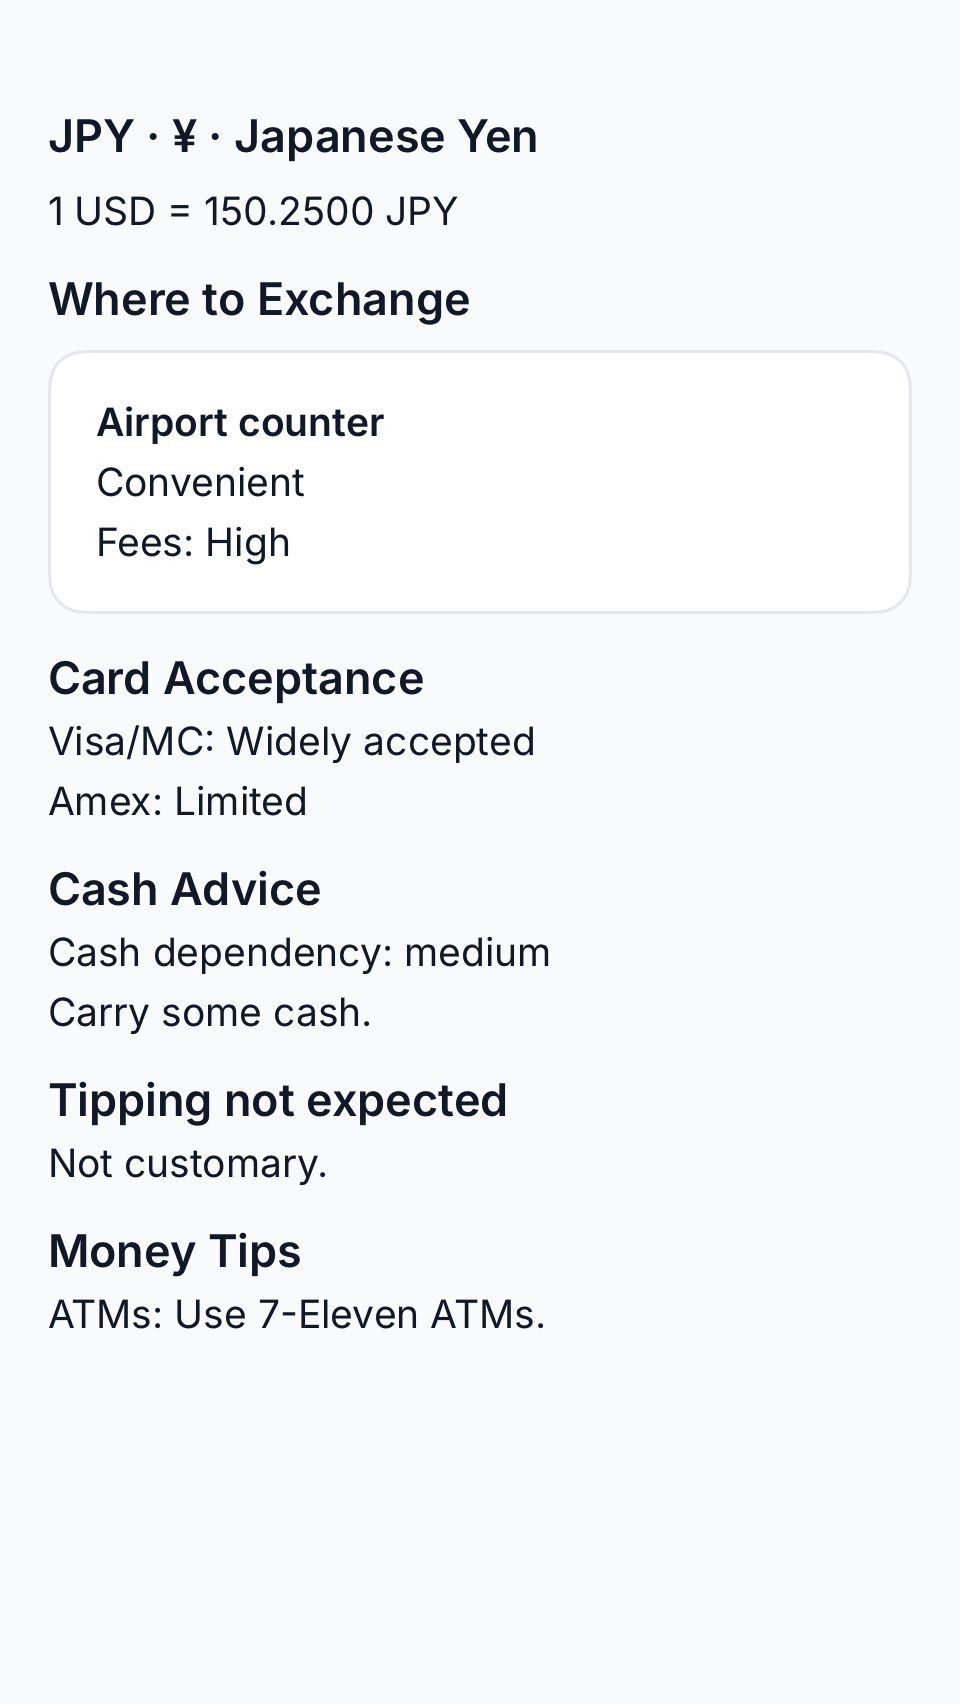 JPY · ¥ · Japanese Yen
1 USD = 150.2500 JPY
Where to Exchange
Airport counter
Convenient
Fees: High
Card Acceptance
Visa/MC: Widely accepted
Amex: Limited
Cash Advice
Cash dependency: medium
Carry some cash.
Tipping not expected
Not customary.
Money Tips
ATMs: Use 7-Eleven ATMs.